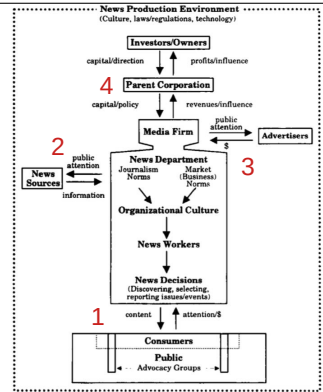 News Production Environment
(Culture, laws/regulations, technology)
Investors/Owners
capital/direction profits/influence
4 Parent Corporation
capital/policy revenues/influence
Media Firm
public
attention
Advertisers
$
3
2
public
attention
News
Sources
information
News Department
Journalism
Norms
Market
(Business)
Norms
Organizational Culture
News Workers
News Decisions
(Discovering, selecting,
reporting issues/events)
1
content attention/$
Consumers
Public
Advocacy Groups